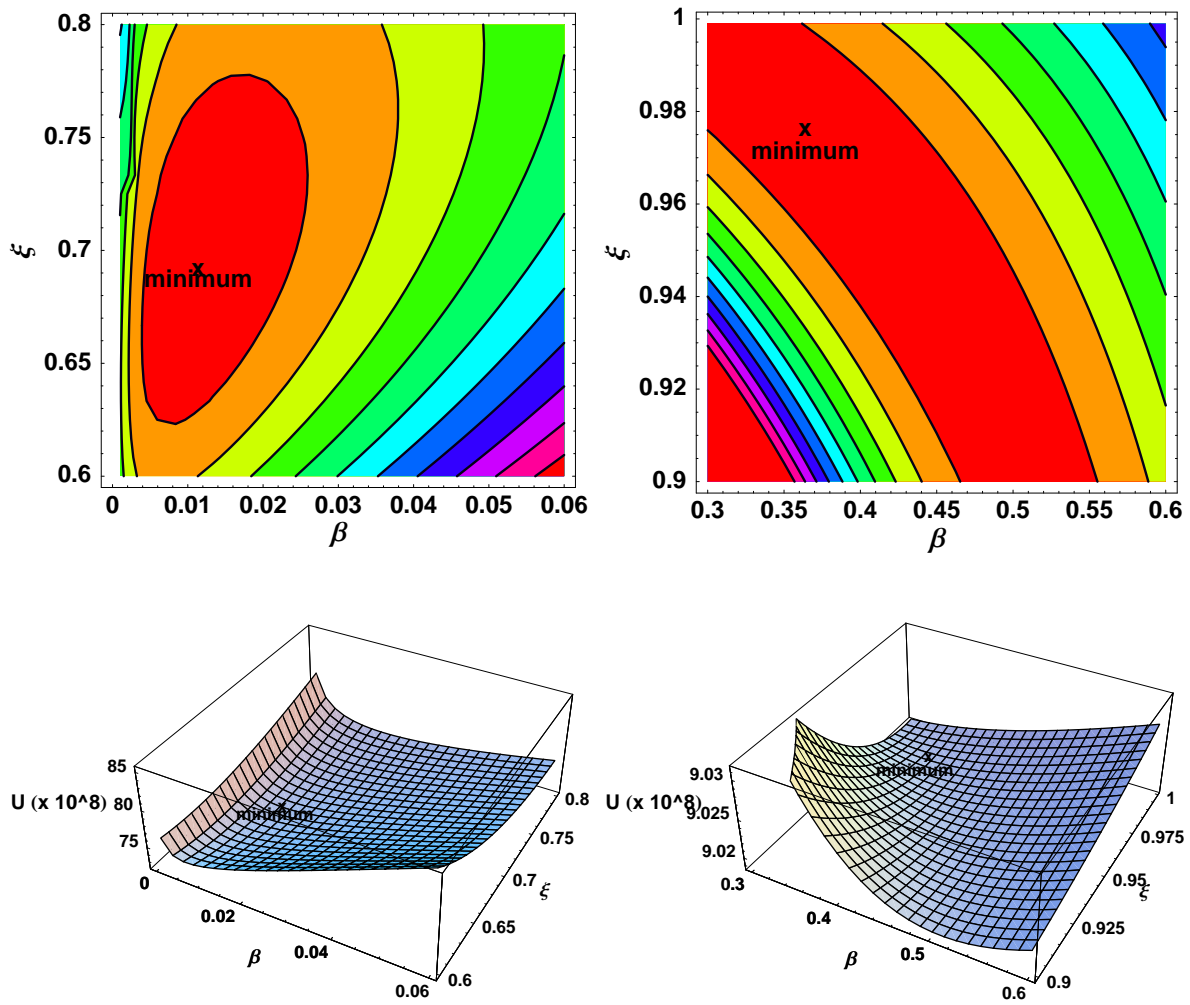 0.8
0.75
0.7
0.65
0.6
ξ
x
minimum
0 0.01 0.02 0.03 0.04 0.05 0.06
β
1
0.98
0.96
0.94
0.92
0.9
ξ
x
minimum
0.3 0.35 0.4 0.45 0.5 0.55 0.6
β
85
80
75
U (x 10^8)
x
minimum
0
0.02
0.04
0.06
β
0.6
0.65
0.7
0.75
0.8
ξ
9.03
9.025
9.02
U (x 10^8)
x
minimum
0.3
0.4
0.5
0.6
β
0.9
0.925
0.95
0.975
1
ξ